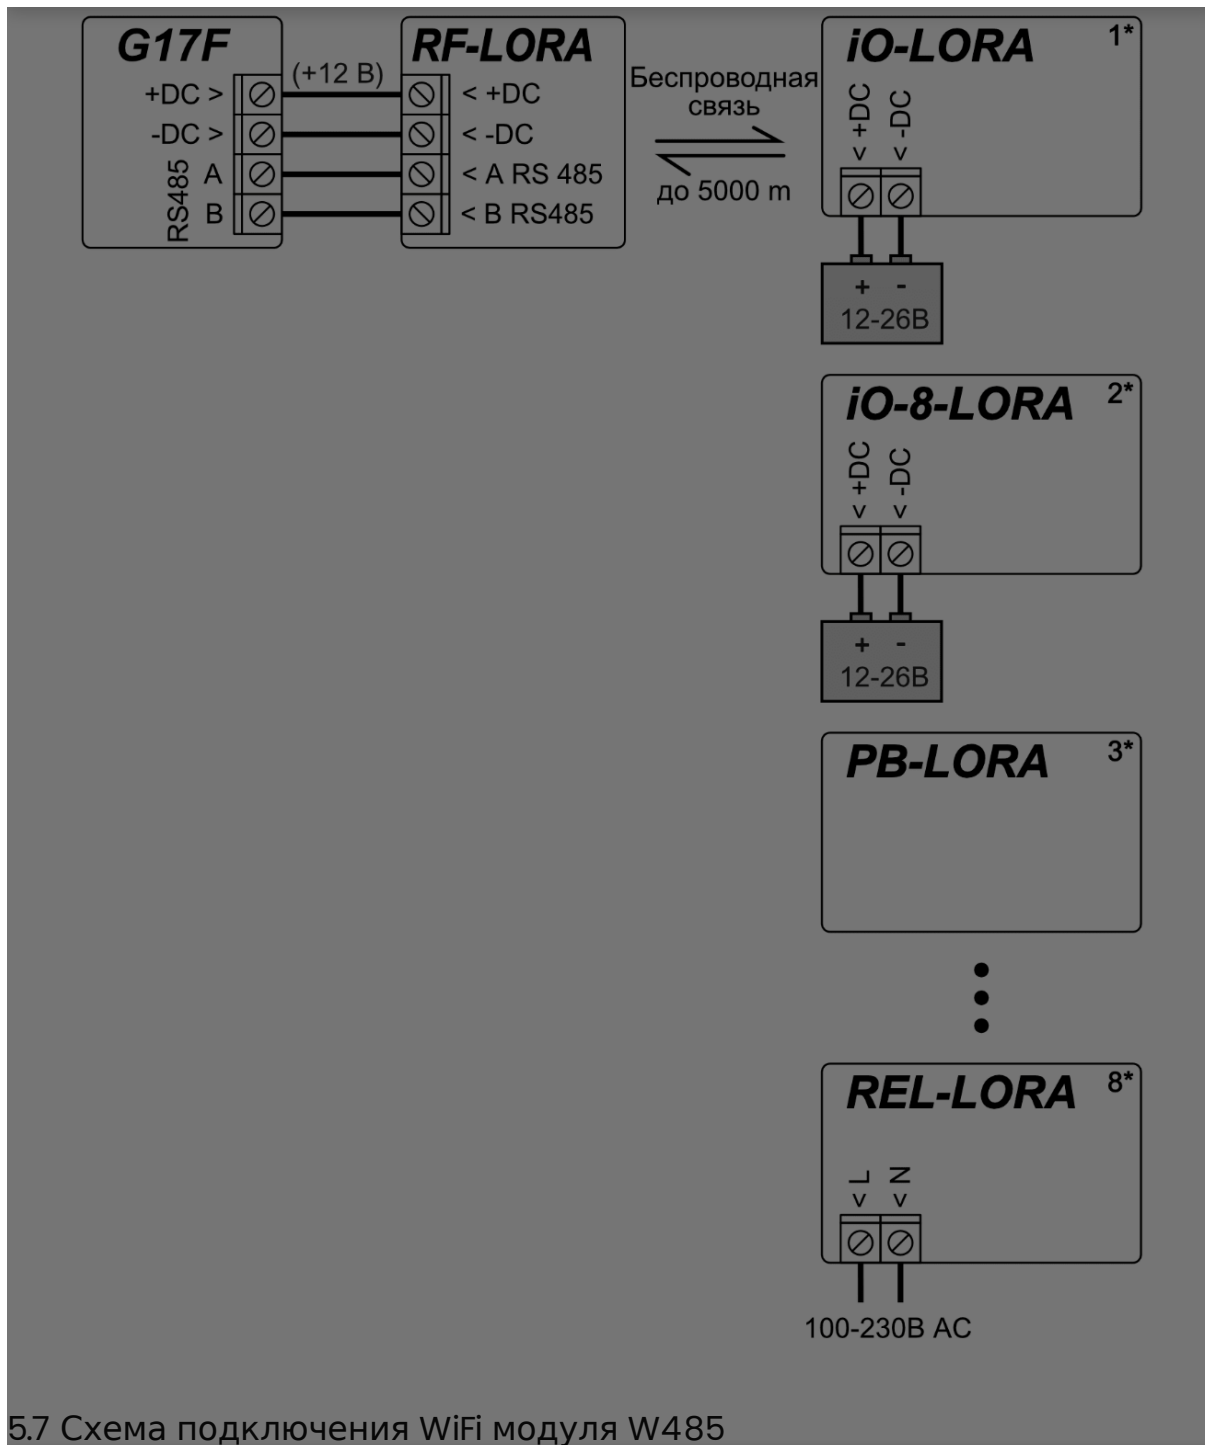 G17F
+DC >
-DC >
RS485
A
B
(+12 В)
RF-LORA
< +DC
< -DC
< A RS 485
< B RS485
Беспроводная
связь
до 5000 m
iO-LORA 1*
< +DC
< -DC
+ -
12-26В
iO-8-LORA 2*
< +DC
< -DC
+ -
12-26В
PB-LORA 3*
REL-LORA 8*
< L
< N
100-230В AC
5.7 Схема подключения WiFi модуля W485